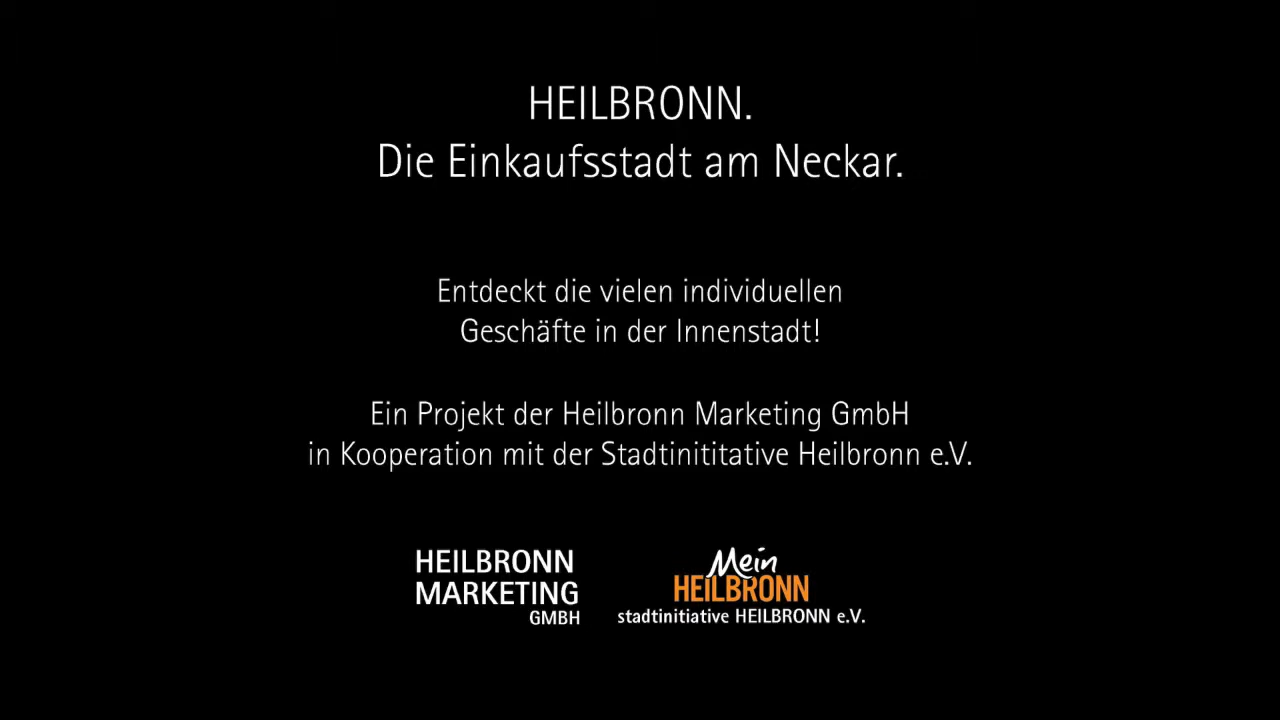 HEILBRONN.
Die Einkaufsstadt am Neckar.
Entdeckt die vielen individuellen
Geschäfte in der Innenstadt!
Ein Projekt der Heilbronn Marketing GmbH
in Kooperation mit der Stadtinititative Heilbronn e.V.
HEILBRONN
MARKETING
GMBH
Mein
HEILBRONN
stadtinitiative HEILBRONN e.V.